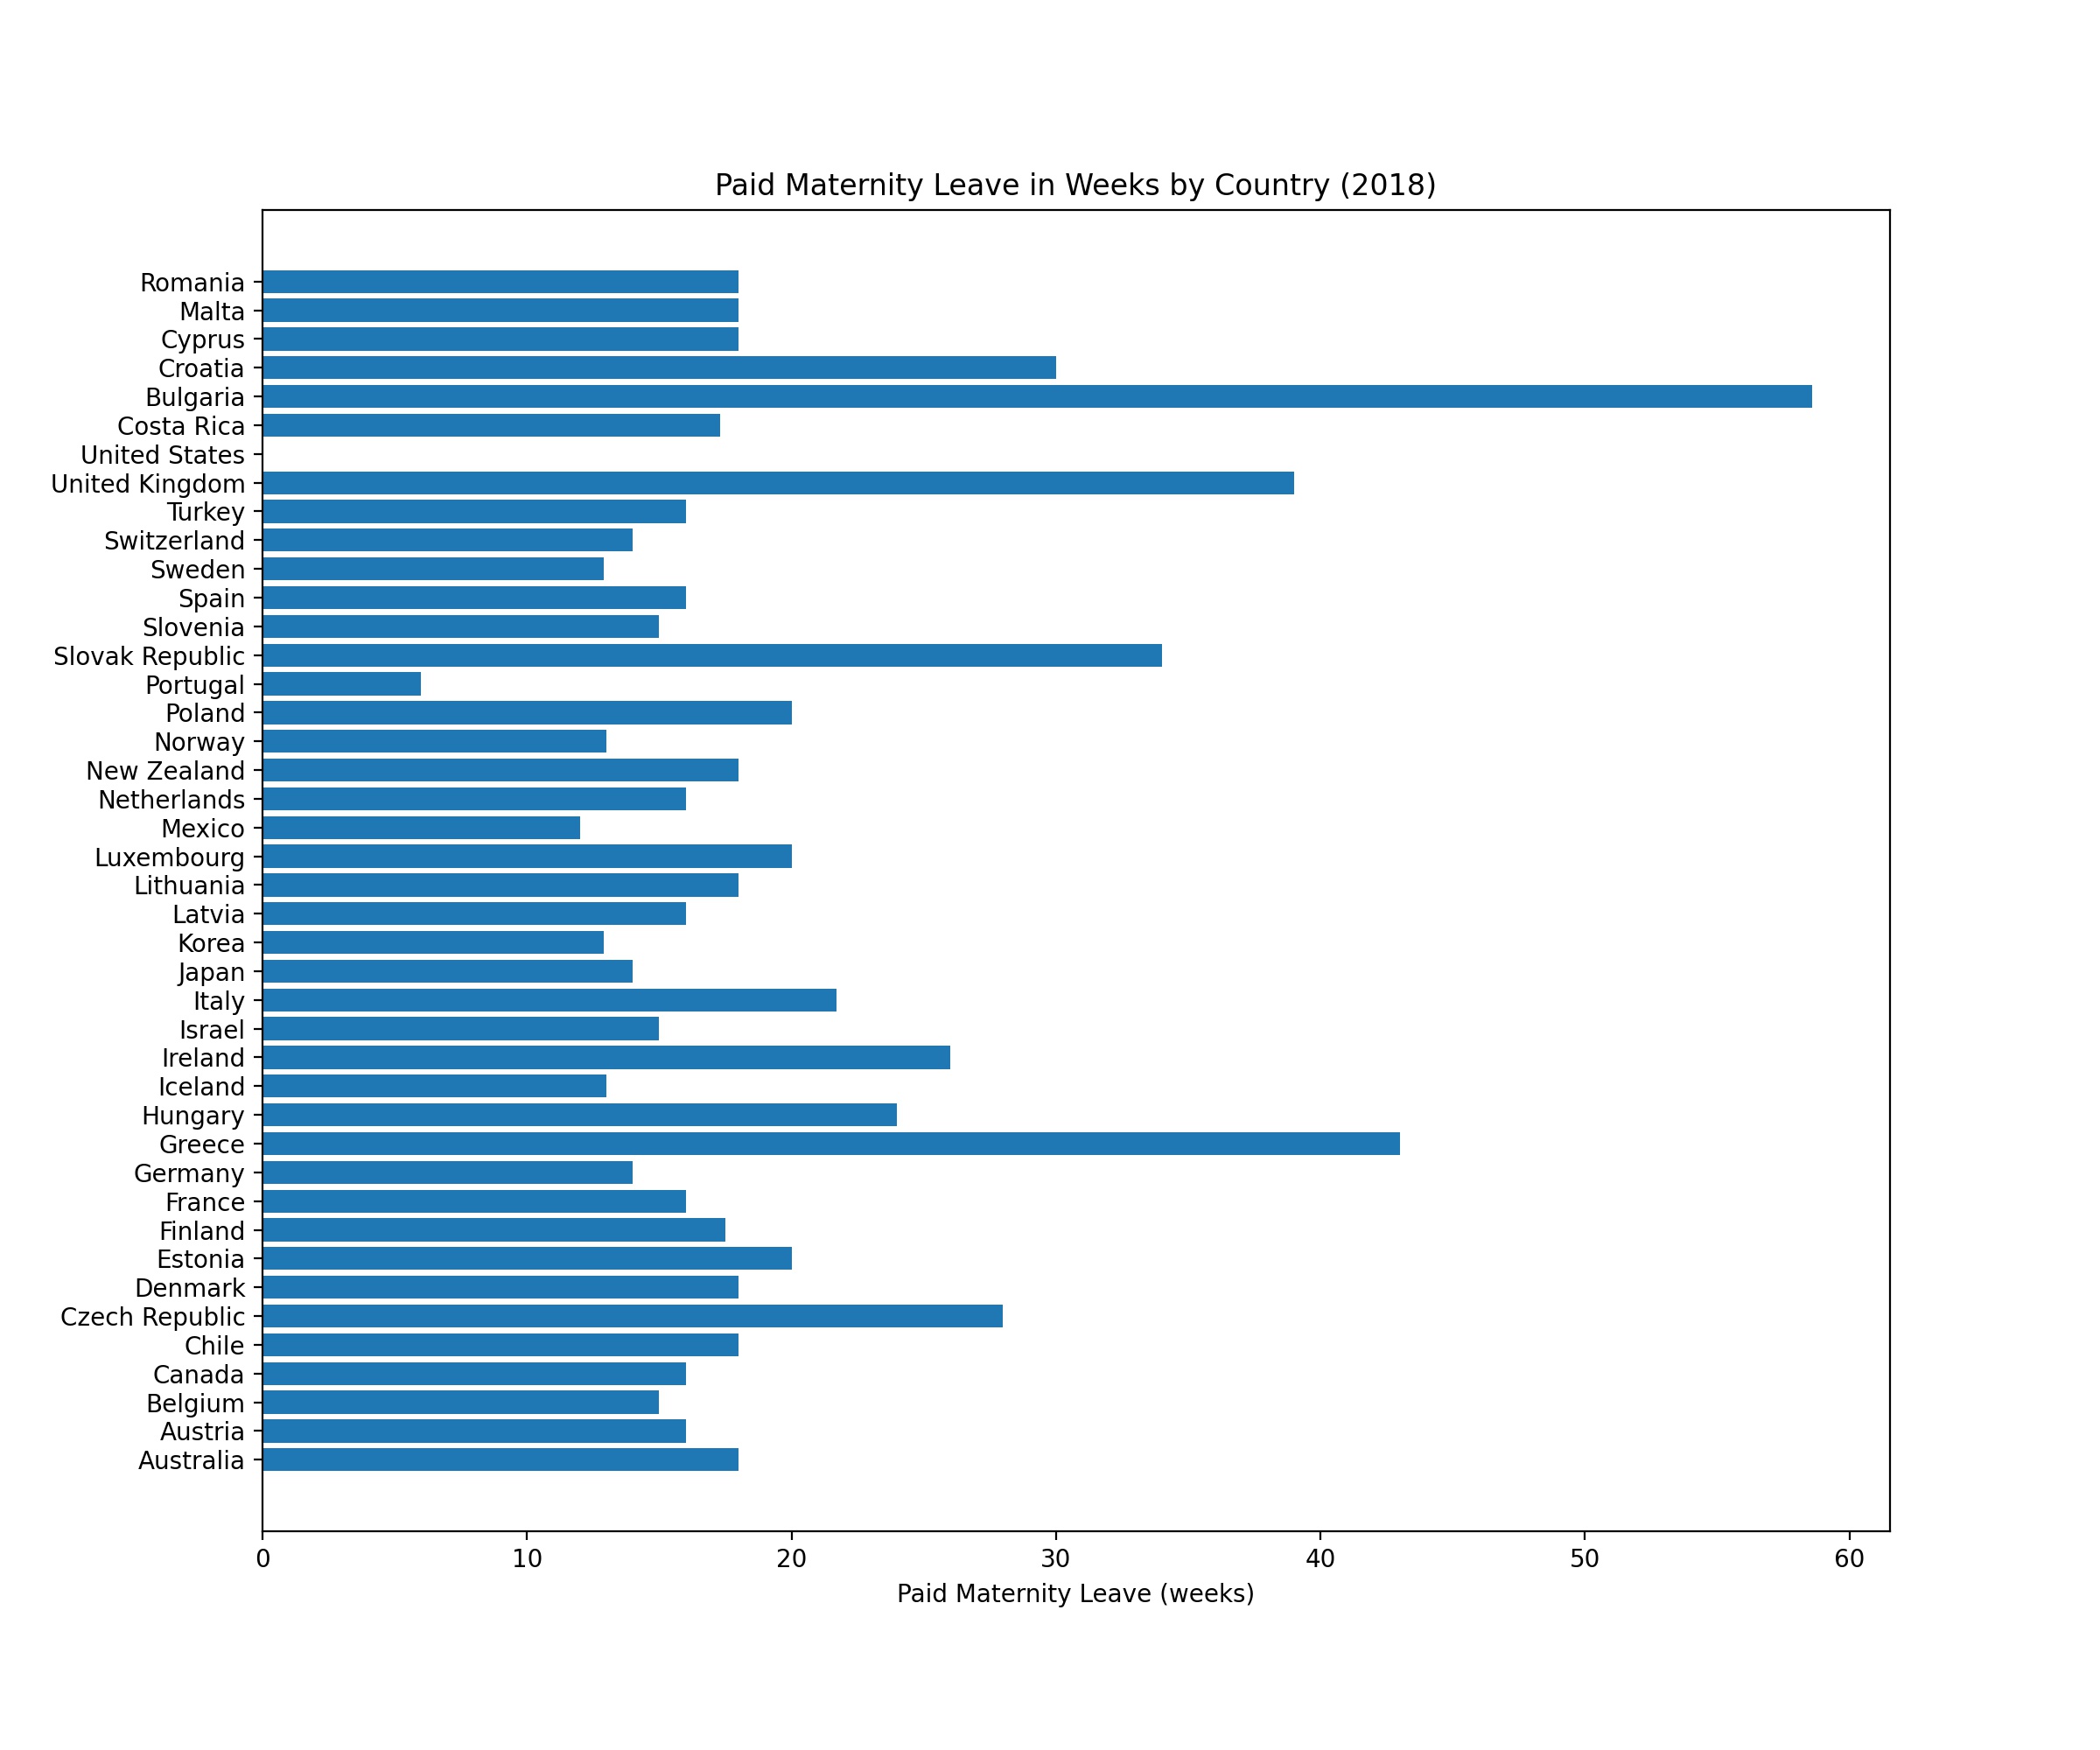 Paid Maternity Leave in Weeks by Country (2018)
Romania
Malta
Cyprus
Croatia
Bulgaria
Costa Rica
United States
United Kingdom
Turkey
Switzerland
Sweden
Spain
Slovenia
Slovak Republic
Portugal
Poland
Norway
New Zealand
Netherlands
Mexico
Luxembourg
Lithuania
Latvia
Korea
Japan
Italy
Israel
Ireland
Iceland
Hungary
Greece
Germany
France
Finland
Estonia
Denmark
Czech Republic
Chile
Canada
Belgium
Austria
Australia
0 10 20 30 40 50 60
Paid Maternity Leave (weeks)